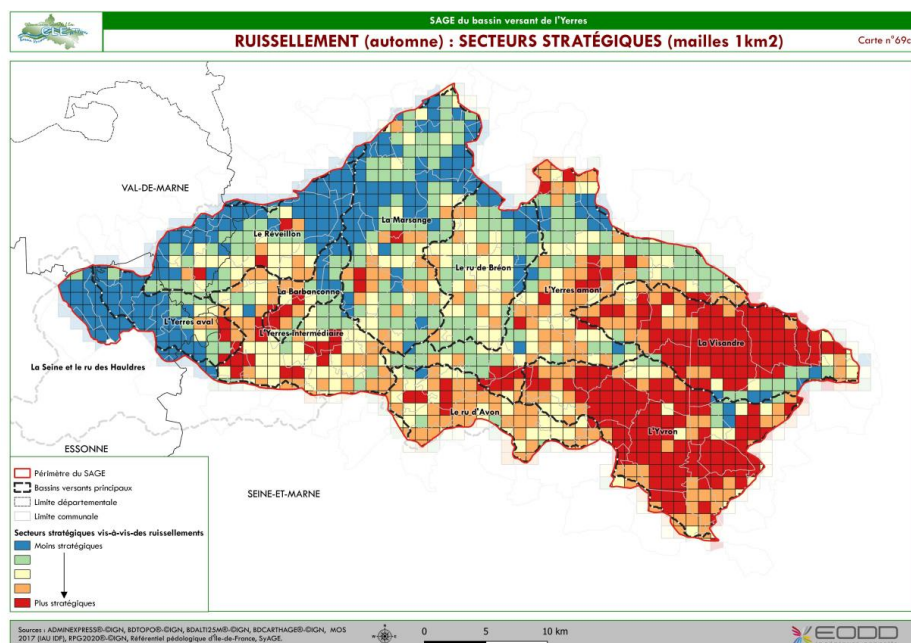 SAGE du bassin versant de l'Yerres
RUISSELLEMENT (automne) : SECTEURS STRATÉGIQUES (mailles 1km2)
VAL-DE-MARNE
La Marsange
Le Réveillon
Le ru de Bréon
La Barbanconne
L'Yerres amont
L'Yerres aval
L'Yerres Intermédiaire
La Visandre
La Seine et le ru des Hauldres
Le ru d'Avon
L'Yvron
ESSONNE
SEINE-ET-MARNE
Périmètre du SAGE
Bassins versants principaux
Limite départementale
Limite communale
Secteurs stratégiques vis-à-vis-des ruissellements
Moins stratégiques
Plus stratégiques
Sources : ADMINEXPRESS®-©IGN, BDTOPO®-©IGN, BDALTI25M®-©IGN, BDCARTHAGE®-©IGN, MOS
2017 (IAU IDF), RPG2020®-©IGN, Référentiel pédologique d'Île-de-France, SyAGE.
0 5 10 km
EODD